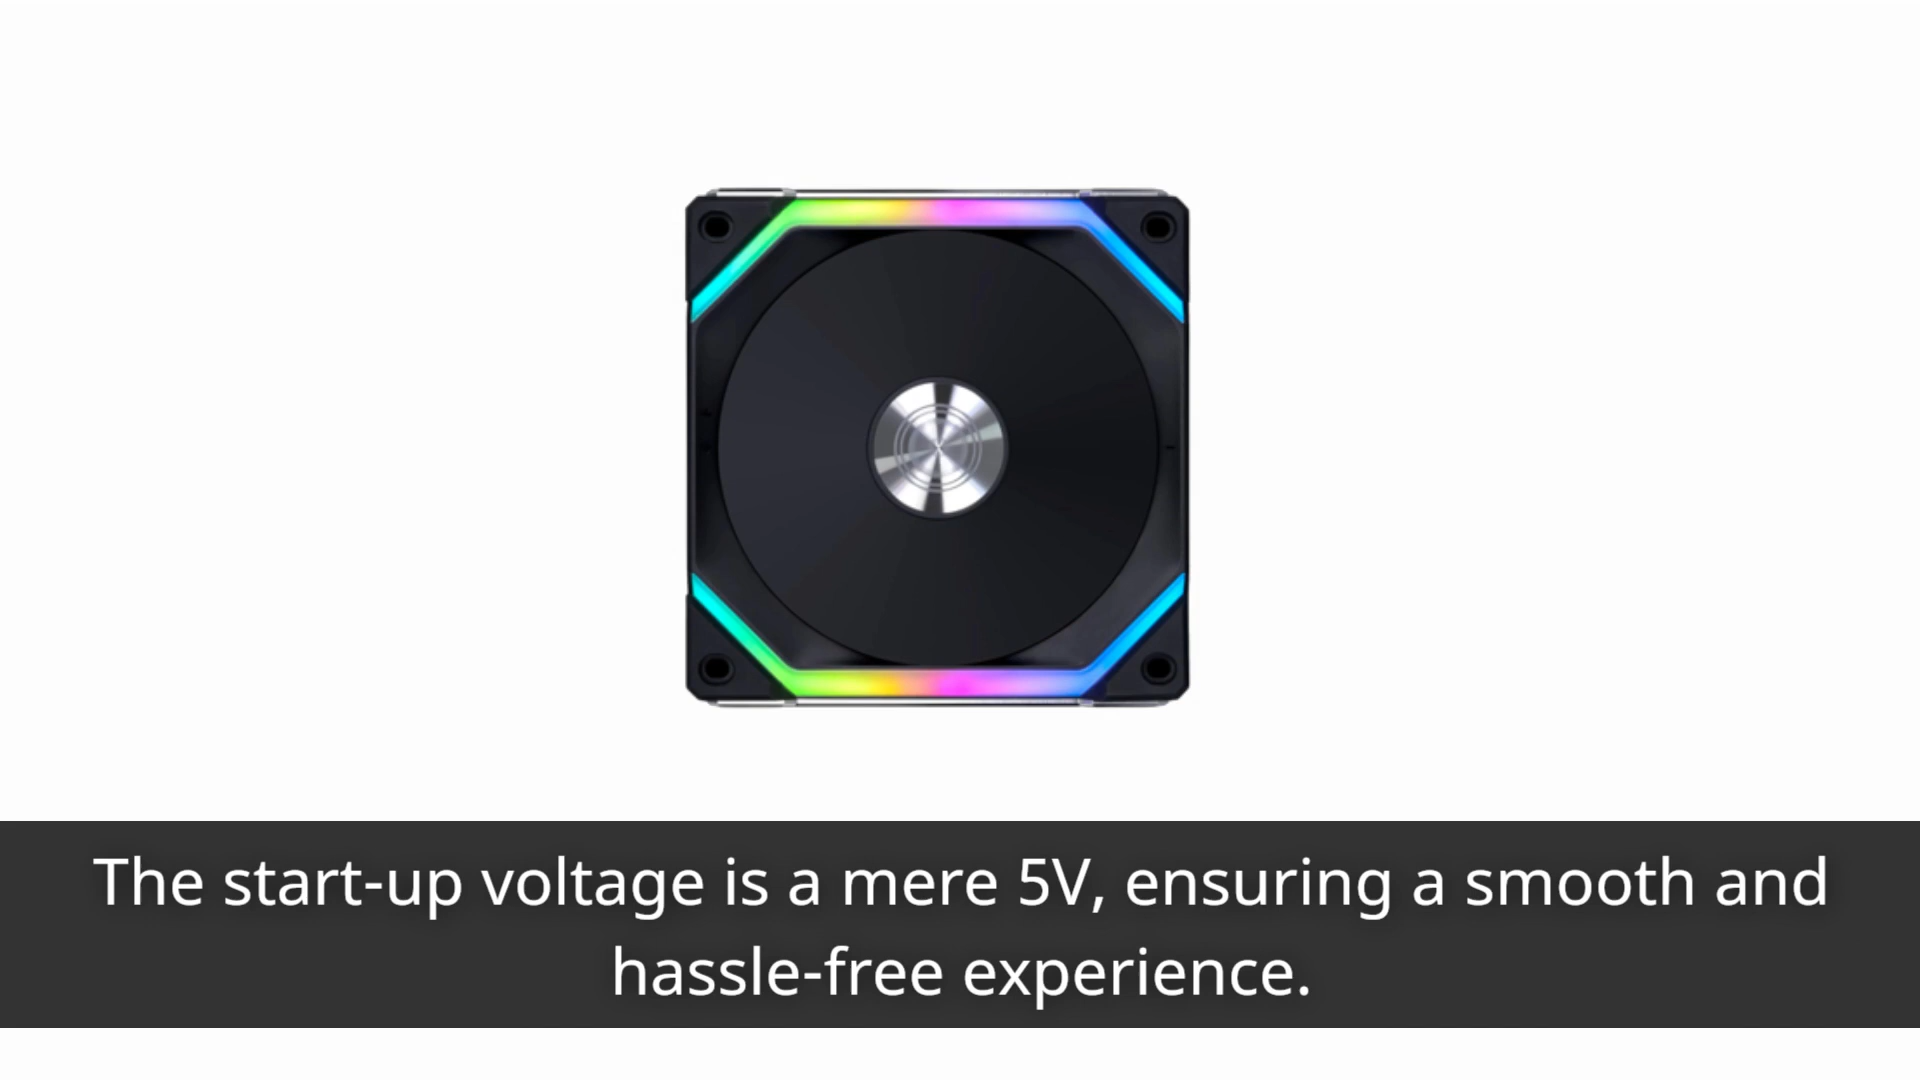 The start-up voltage is a mere 5V, ensuring a smooth and
hassle-free experience.